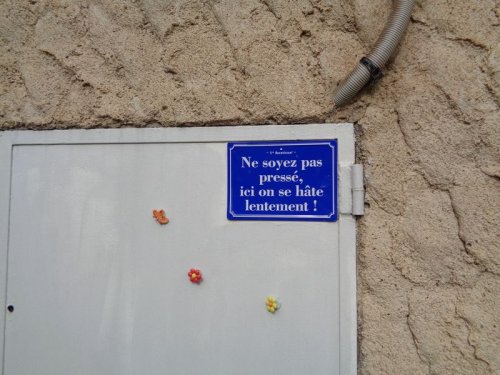 Ne soyez pas
pressé,
ici on se hâte
lentement !